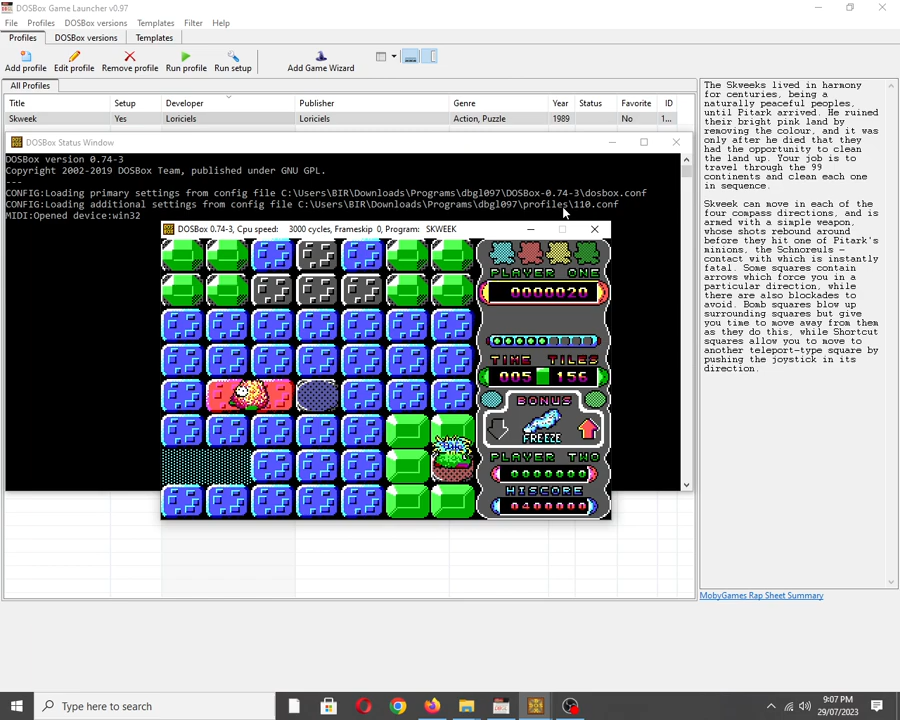 DOSBox Game Launcher v0.97
File Profiles DOSBox versions Templates Filter Help
Profiles DOSBox versions Templates
Add profile Edit profile Remove profile Run profile Run setup Add Game Wizard
All Profiles
Title Setup Developer Publisher Genre Year Status Favorite ID
Skweek Yes Loriciels Loriciels Action, Puzzle 1989 No 1...
DOSBox Status Window
DOSBox version 0.74-3
Copyright 2002-2019 DOSBox Team, published under GNU GPL.
---
CONFIG:Loading primary settings from config file C:\Users\BIR\Downloads\Programs\dbgl097\DOSBox-0.74-3\dosbox.conf
CONFIG:Loading additional settings from config file C:\Users\BIR\Downloads\Programs\dbgl097\profiles\110.conf
MIDI:Opened device:win32
DOSBox 0.74-3, Cpu speed: 3000 cycles, Frameskip 0, Program: SKWEEK
PLAYER ONE
0000020
TIME TILES
005 156
BONUS
FREEZE
PLAYER TWO
0000000
HISCORE
0400000
The Skweeks lived in harmony
for centuries, being a
naturally peaceful peoples,
until Pitark arrived. He ruined
their bright pink land by
removing the colour, and it was
only after he died that they
had the opportunity to clean
the land up. Your job is to
travel through the 99
continents and clean each one
in sequence.
Skweek can move in each of the
four compass directions, and is
armed with a simple weapon,
whose shots rebound around
before they hit one of Pitark's
minions, the Schnoreuls –
contact with which is instantly
fatal. Some squares contain
arrows which force you in a
particular direction, while
there are also blockades to
avoid. Bomb squares blow up
surrounding squares but give
you time to move away from them
as they do this, while Shortcut
squares allow you to move to
another teleport-type square by
pushing the joystick in its
direction.
MobyGames Rap Sheet Summary
Type here to search
9:07 PM
29/07/2023